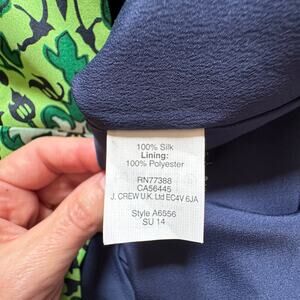 100% Silk
Lining:
100% Polyester
RN77388
CA56445
J. CREW U.K. Ltd EC4V 6JA
Style A6556
SU 14